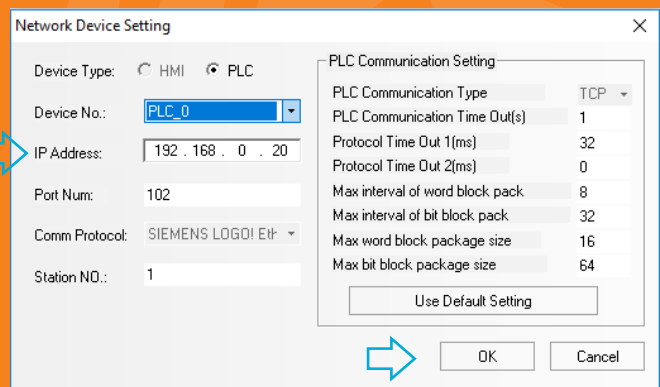 Network Device Setting
Device Type: HMI PLC
Device No.: PLC_0
IP Address: 192 . 168 . 0 . 20
Port Num: 102
Comm Protocol: SIEMENS LOGO! Eth
Station NO.: 1
PLC Communication Setting
PLC Communication Type TCP
PLC Communication Time Out(s) 1
Protocol Time Out 1(ms) 32
Protocol Time Out 2(ms) 0
Max interval of word block pack 8
Max interval of bit block pack 32
Max word block package size 16
Max bit block package size 64
Use Default Setting
OK Cancel